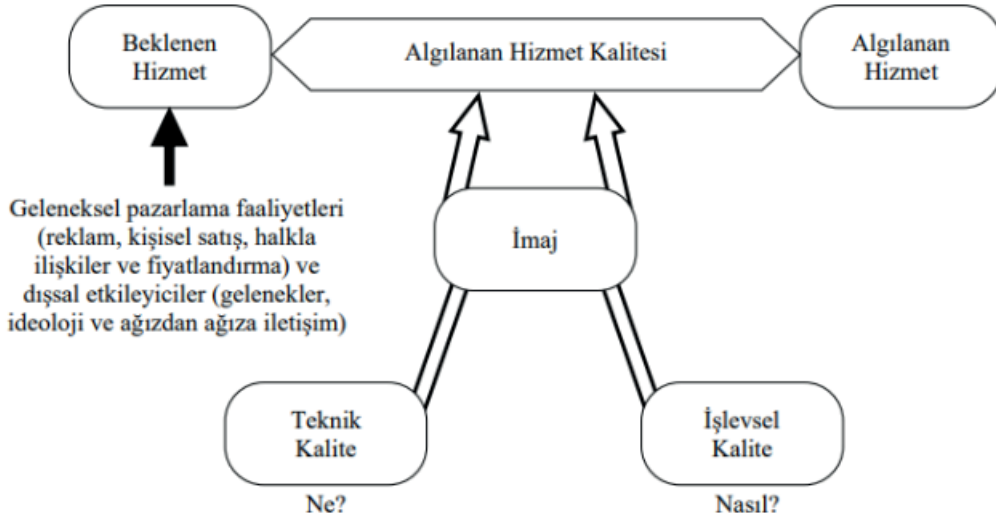 Beklenen
Hizmet
Algılanan Hizmet Kalitesi
Algılanan
Hizmet
Geleneksel pazarlama faaliyetleri
(reklam, kişisel satış, halkla
ilişkiler ve fiyatlandırma) ve
dışsal etkileyiciler (gelenekler,
ideoloji ve ağızdan ağıza iletişim)
İmaj
Teknik
Kalite
İşlevsel
Kalite
Ne?
Nasıl?